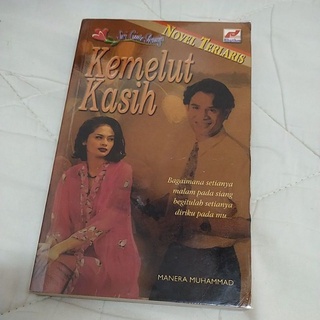 NOVEL TERLARIS
Kemelut
Kasih
Bagaimana setianya
malam pada siang
begitulah setianya
diriku pada mu
MANERA MUHAMMAD